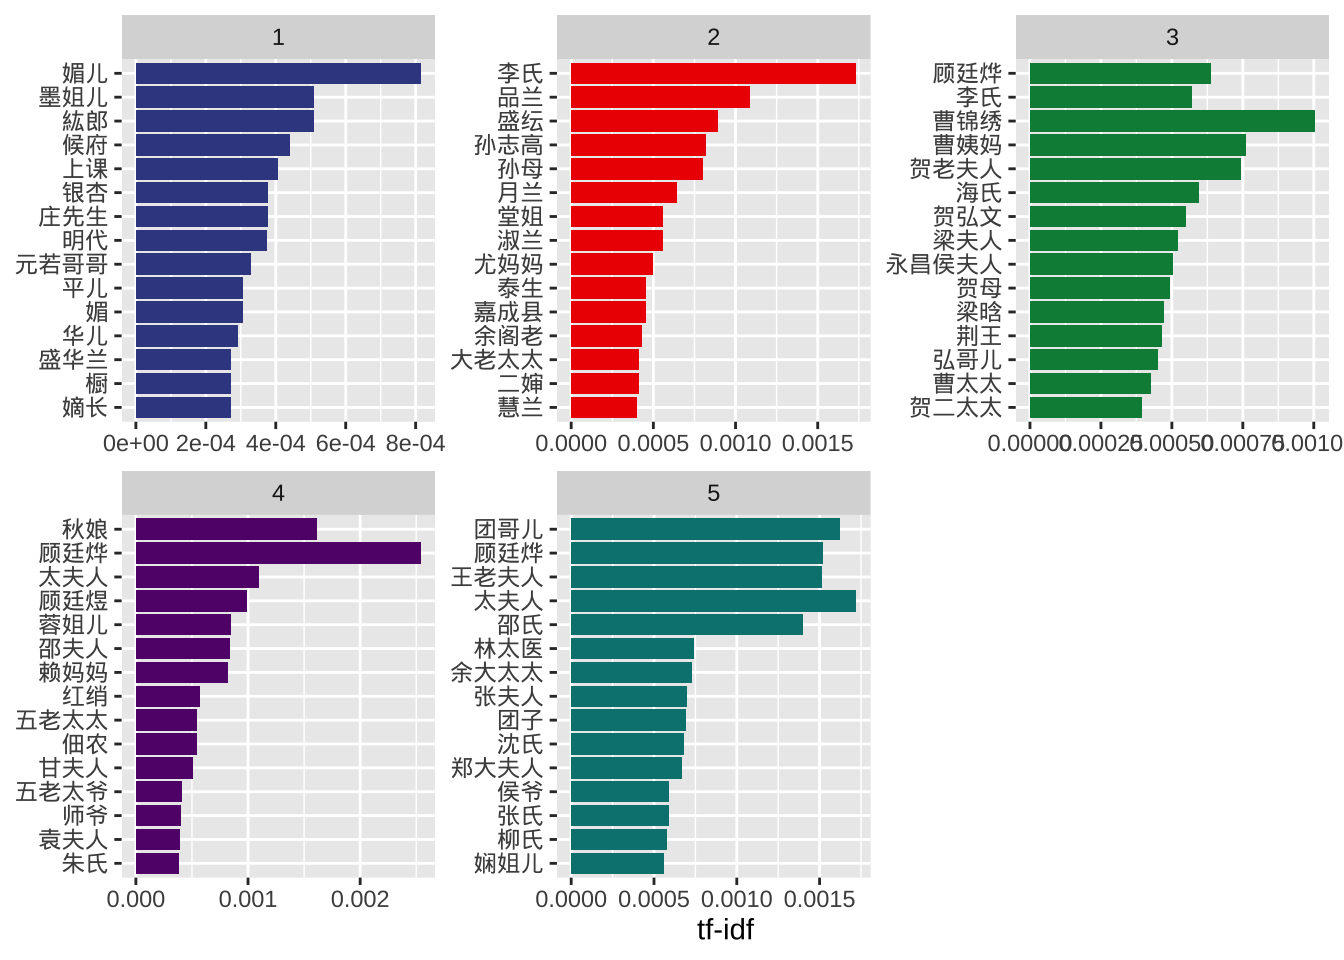 1
媚儿
墨姐儿
紘郎
候府
上课
银杏
庄先生
明代
元若哥哥
平儿
媚
华儿
盛华兰
橱
嫡长
0e+00 2e-04 4e-04 6e-04 8e-04
2
李氏
品兰
盛纭
孙志高
孙母
月兰
堂姐
淑兰
尤妈妈
泰生
嘉成县
余阁老
大老太太
二婶
慧兰
0.0000 0.0005 0.0010 0.0015
3
顾廷烨
李氏
曹锦绣
曹姨妈
贺老夫人
海氏
贺弘文
梁夫人
永昌侯夫人
贺母
梁晗
荆王
弘哥儿
曹太太
贺二太太
0.00000 0.00025 0.00050 0.00075 0.0010
4
秋娘
顾廷烨
太夫人
顾廷煜
蓉姐儿
邵夫人
赖妈妈
红绡
五老太太
佃农
甘夫人
五老太爷
师爷
袁夫人
朱氏
0.000 0.001 0.002
5
团哥儿
顾廷烨
王老夫人
太夫人
邵氏
林太医
余大太太
张夫人
团子
沈氏
郑大夫人
侯爷
张氏
柳氏
娴姐儿
0.0000 0.0005 0.0010 0.0015
tf-idf